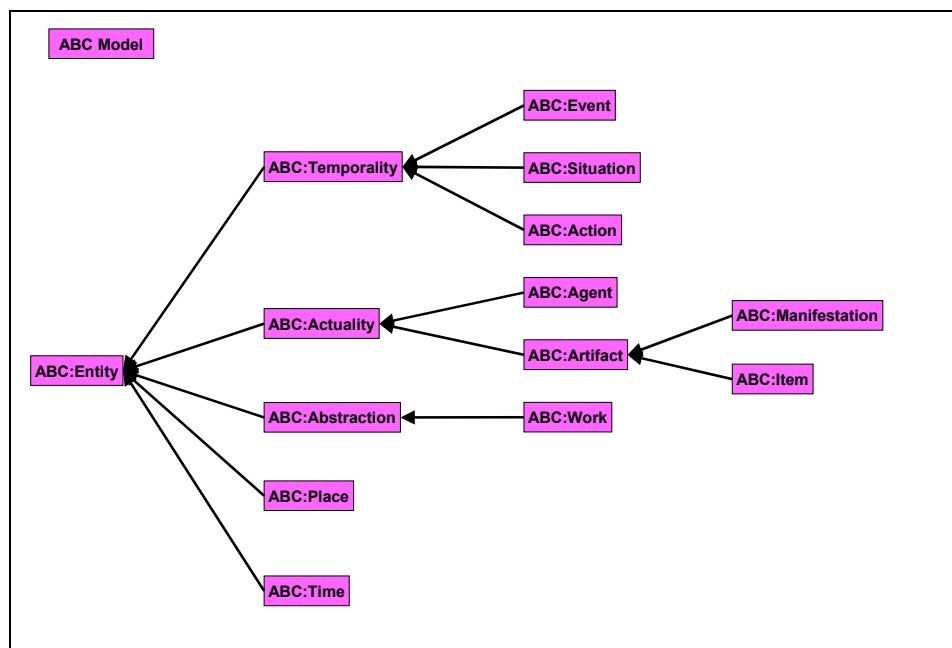 ABC Model
ABC:Event
ABC:Temporality
ABC:Situation
ABC:Action
ABC:Agent
ABC:Manifestation
ABC:Actuality
ABC:Artifact
ABC:Entity
ABC:Item
ABC:Abstraction
ABC:Work
ABC:Place
ABC:Time